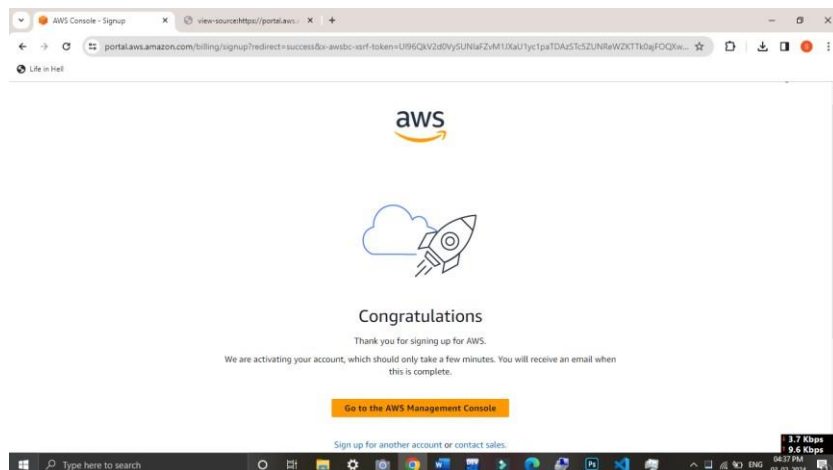 AWS Console - Signup
view-source:https://portal.aws.
portal.aws.amazon.com/billing/signup?redirect=success
Life in Hell
aws
Congratulations
Thank you for signing up for AWS.
We are activating your account, which should only take a few minutes. You will receive an email when
this is complete.
Go to the AWS Management Console
Sign up for another account or contact sales.
3.7 Kbps
9.6 Kbps
Type here to search
ENG
04:37 PM